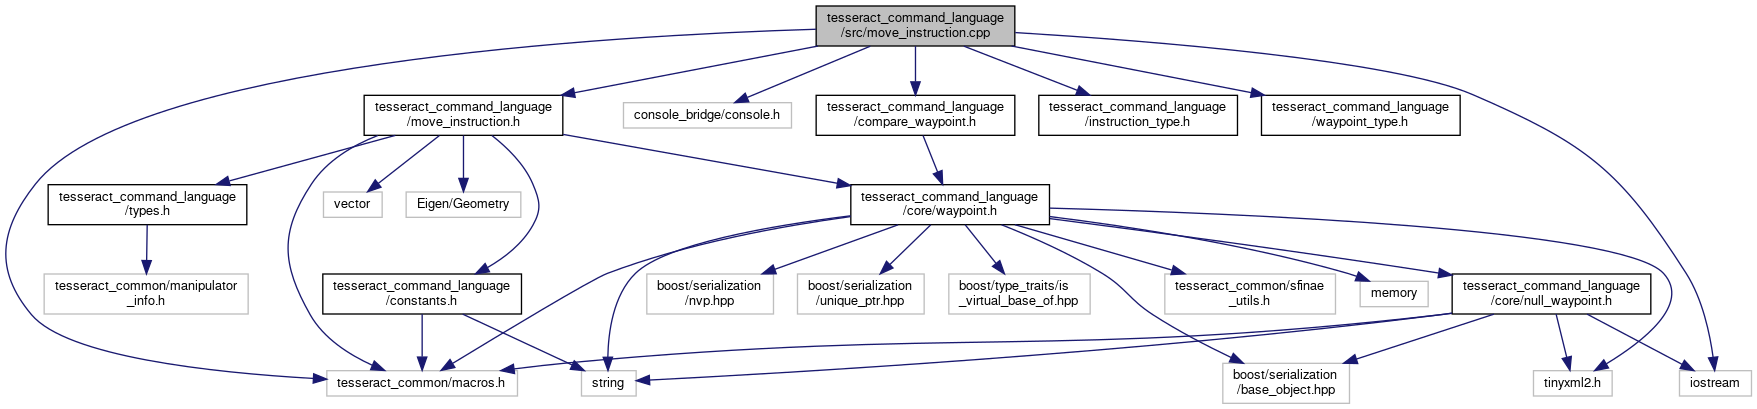 tesseract_command_language
/src/move_instruction.cpp
tesseract_command_language
/move_instruction.h
console_bridge/console.h
tesseract_command_language
/compare_waypoint.h
tesseract_command_language
/instruction_type.h
tesseract_command_language
/waypoint_type.h
tesseract_command_language
/types.h
vector
Eigen/Geometry
tesseract_command_language
/core/waypoint.h
tesseract_common/manipulator
_info.h
tesseract_command_language
/constants.h
boost/serialization
/nvp.hpp
boost/serialization
/unique_ptr.hpp
boost/type_traits/is
_virtual_base_of.hpp
tesseract_common/sfinae
_utils.h
memory
tesseract_command_language
/core/null_waypoint.h
tesseract_common/macros.h
string
boost/serialization
/base_object.hpp
tinyxml2.h
iostream